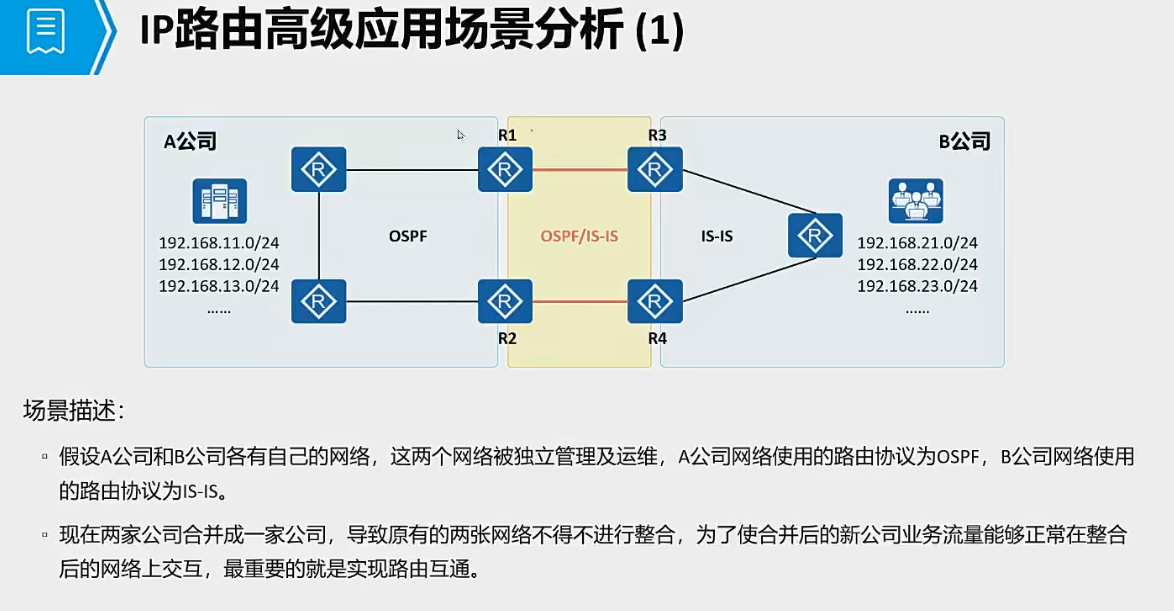 IP路由高级应用场景分析 (1)
A公司
R1
R3
B公司
R
R
R
192.168.11.0/24
192.168.12.0/24
192.168.13.0/24
......
OSPF
OSPF/IS-IS
IS-IS
R
192.168.21.0/24
192.168.22.0/24
192.168.23.0/24
......
R
R
R
R2
R4
场景描述：
假设A公司和B公司各有自己的网络，这两个网络被独立管理及运维，A公司网络使用的路由协议为OSPF，B公司网络使用
的路由协议为IS-IS。
现在两家公司合并成一家公司，导致原有的两张网络不得不进行整合，为了使合并后的新公司业务流量能够正常在整合
后的网络上交互，最重要的就是实现路由互通。